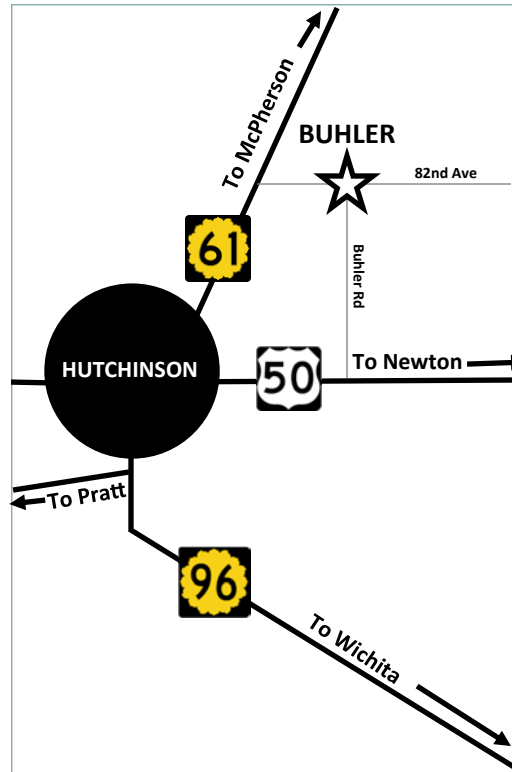 To McPherson
BUHLER
82nd Ave
61
Buhler Rd
HUTCHINSON
50
To Newton
To Pratt
96
To Wichita